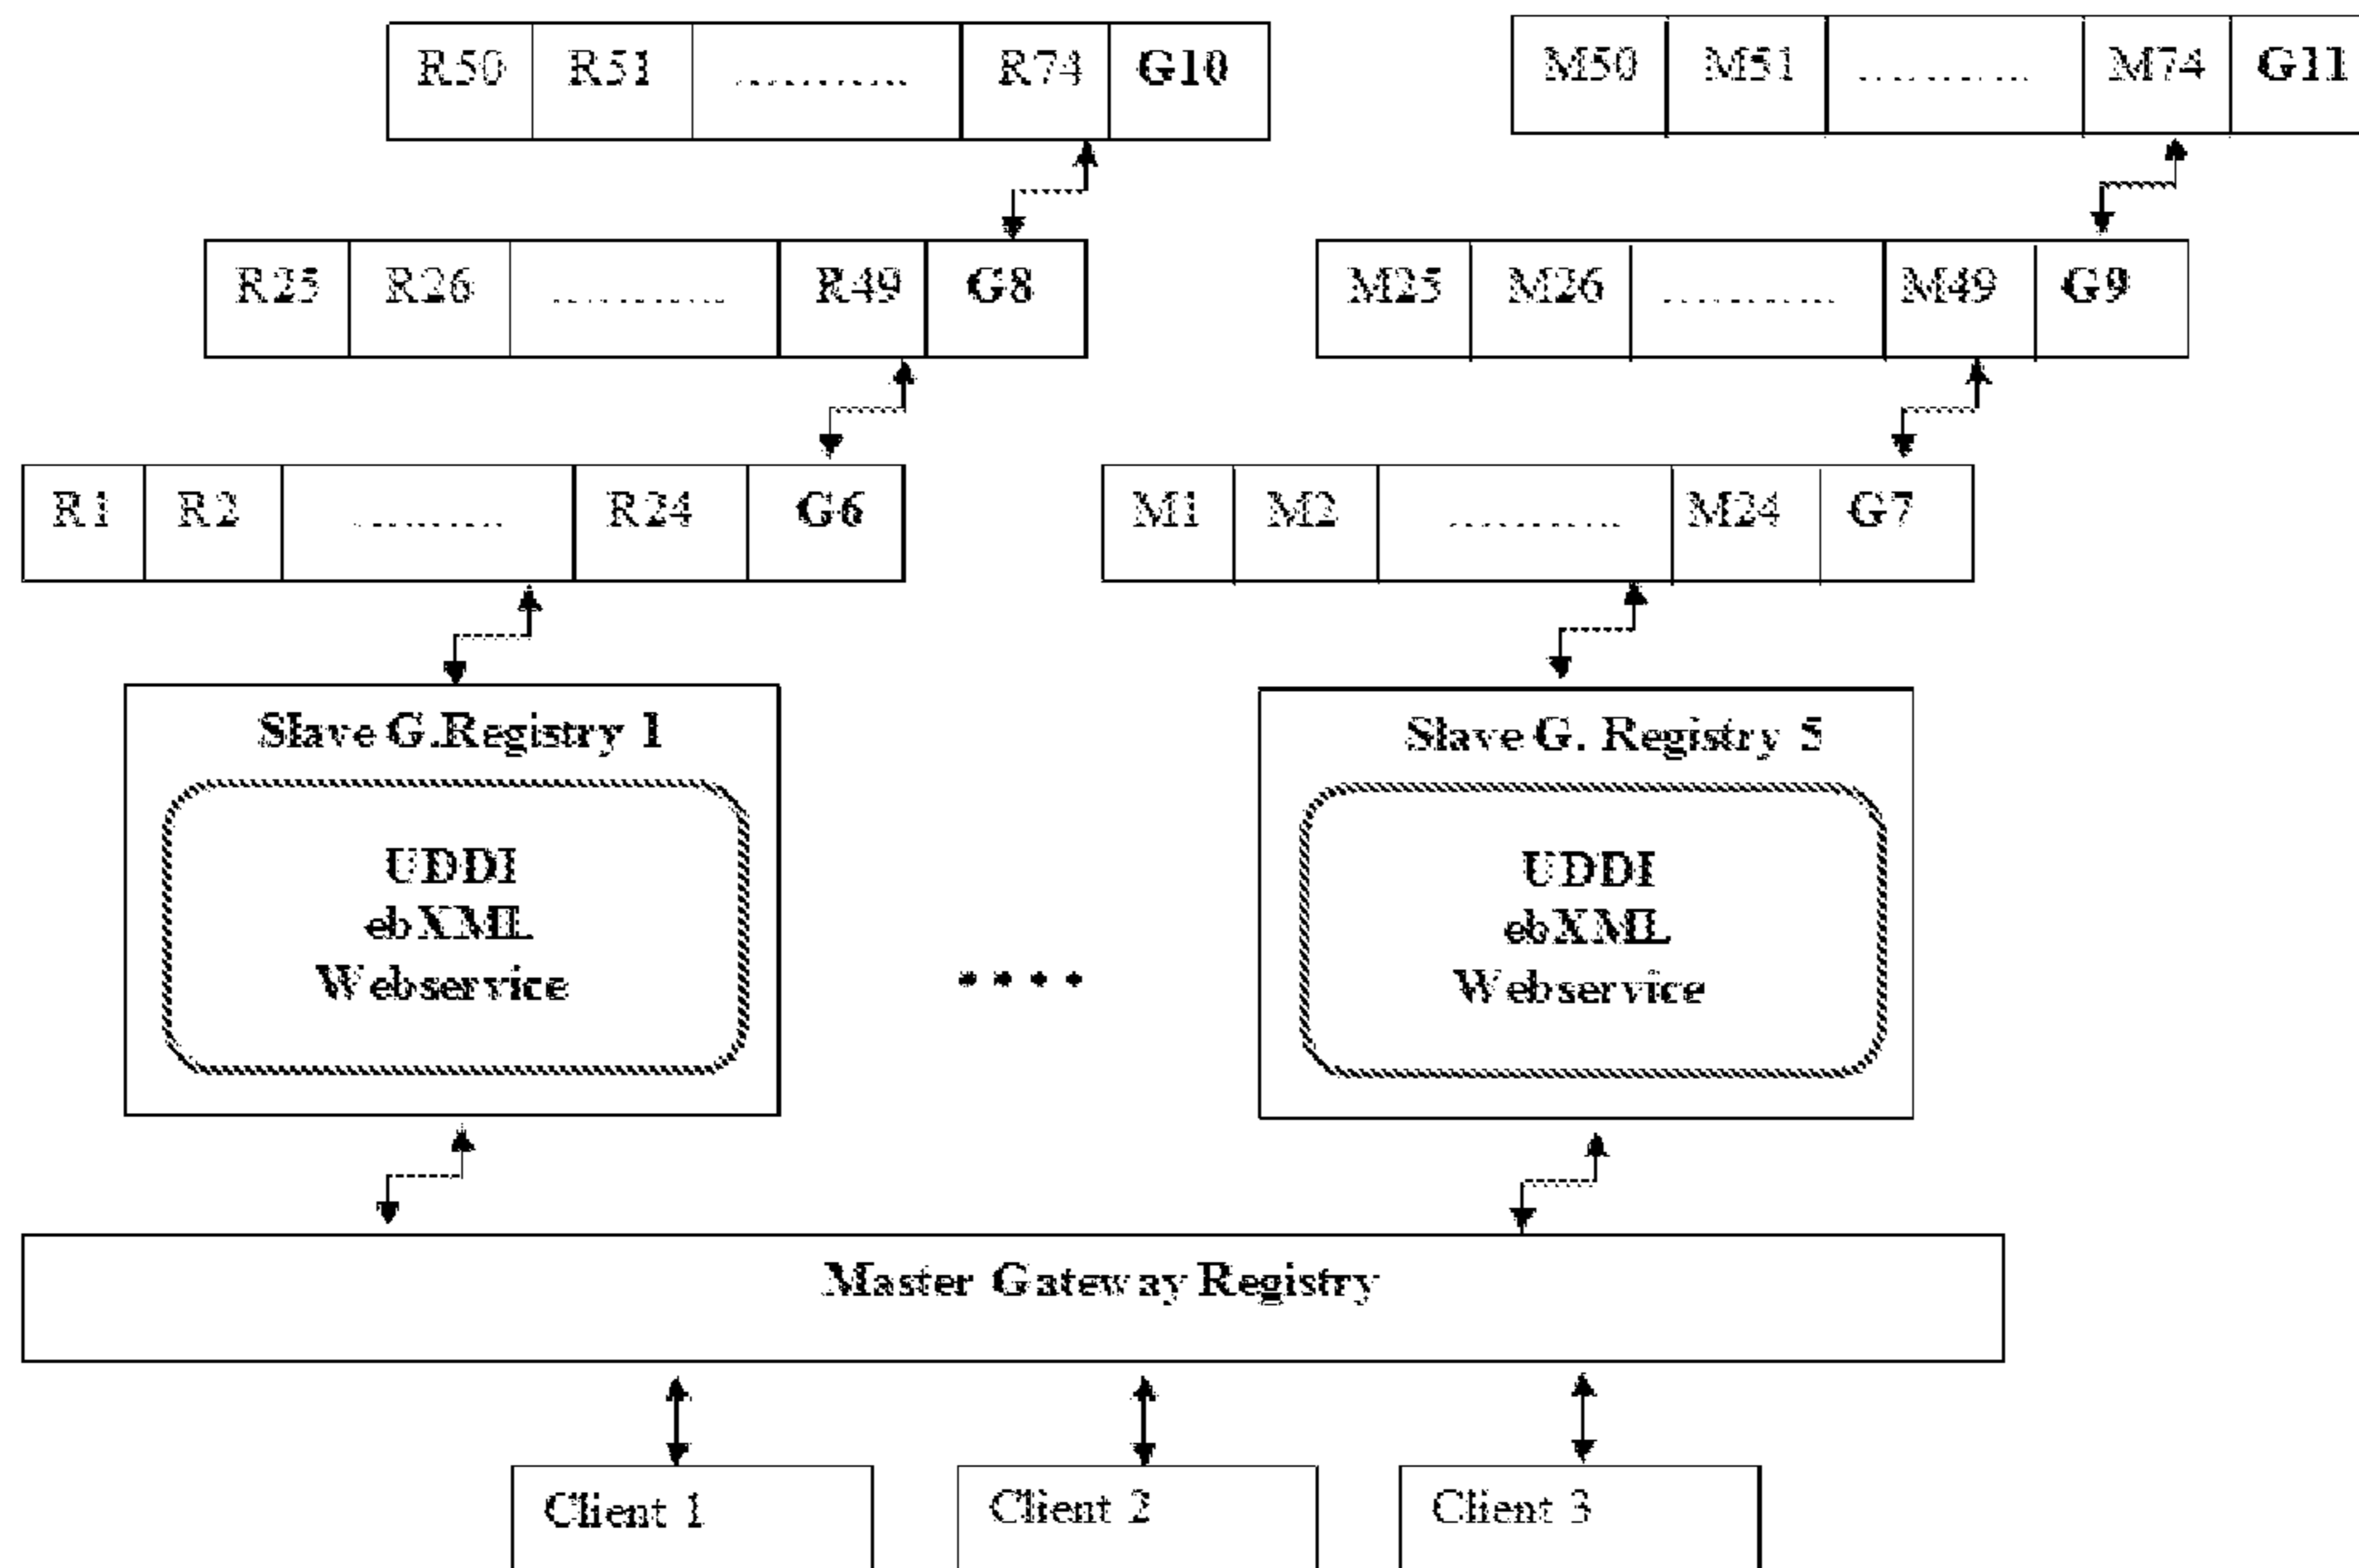 R50 R51 ........... R74 G10
M50 M51 ........... M74 G11
R25 R26 ........... R49 G8
M25 M26 ........... M49 G9
R1 R2 .......... R24 G6
M1 M2 ........... M24 G7
Slave G.Registry 1
UDDI
ebXML
Webservice
....
Slave G. Registry 5
UDDI
ebXML
Webservice
Master Gateway Registry
Client 1
Client 2
Client 3